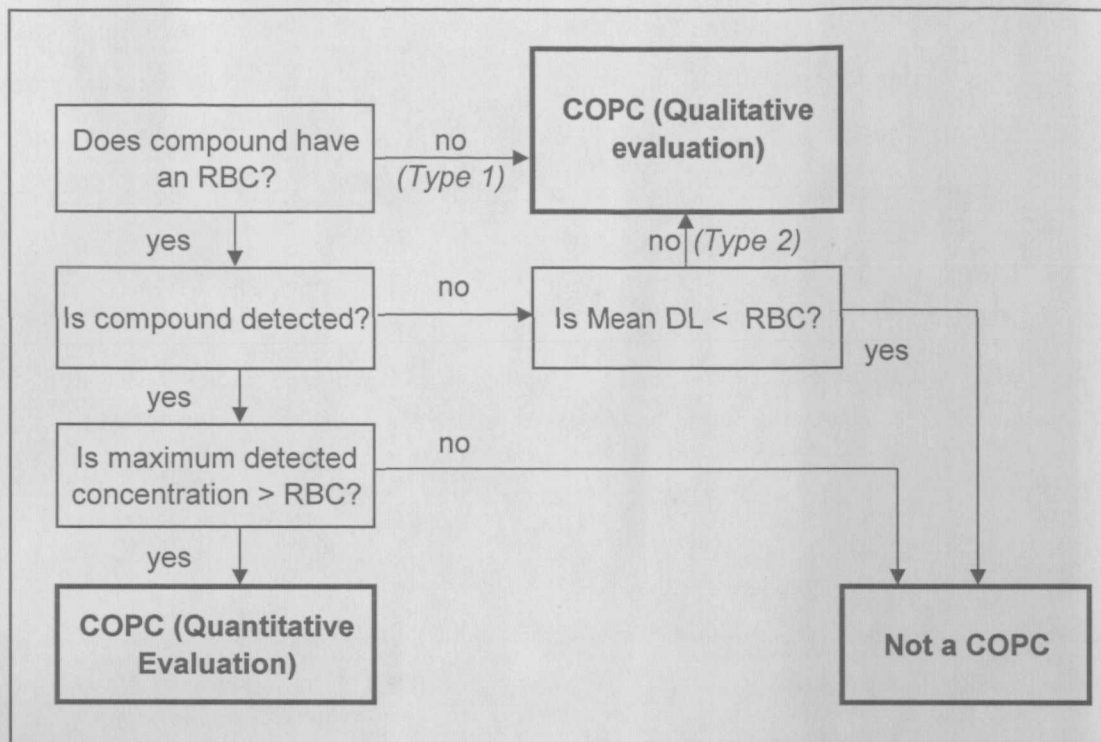 Does compound have
an RBC?
no
(Type 1)
COPC (Qualitative
evaluation)
yes
no (Type 2)
Is compound detected?
no
Is Mean DL < RBC?
yes
yes
Is maximum detected
concentration > RBC?
no
yes
COPC (Quantitative
Evaluation)
Not a COPC